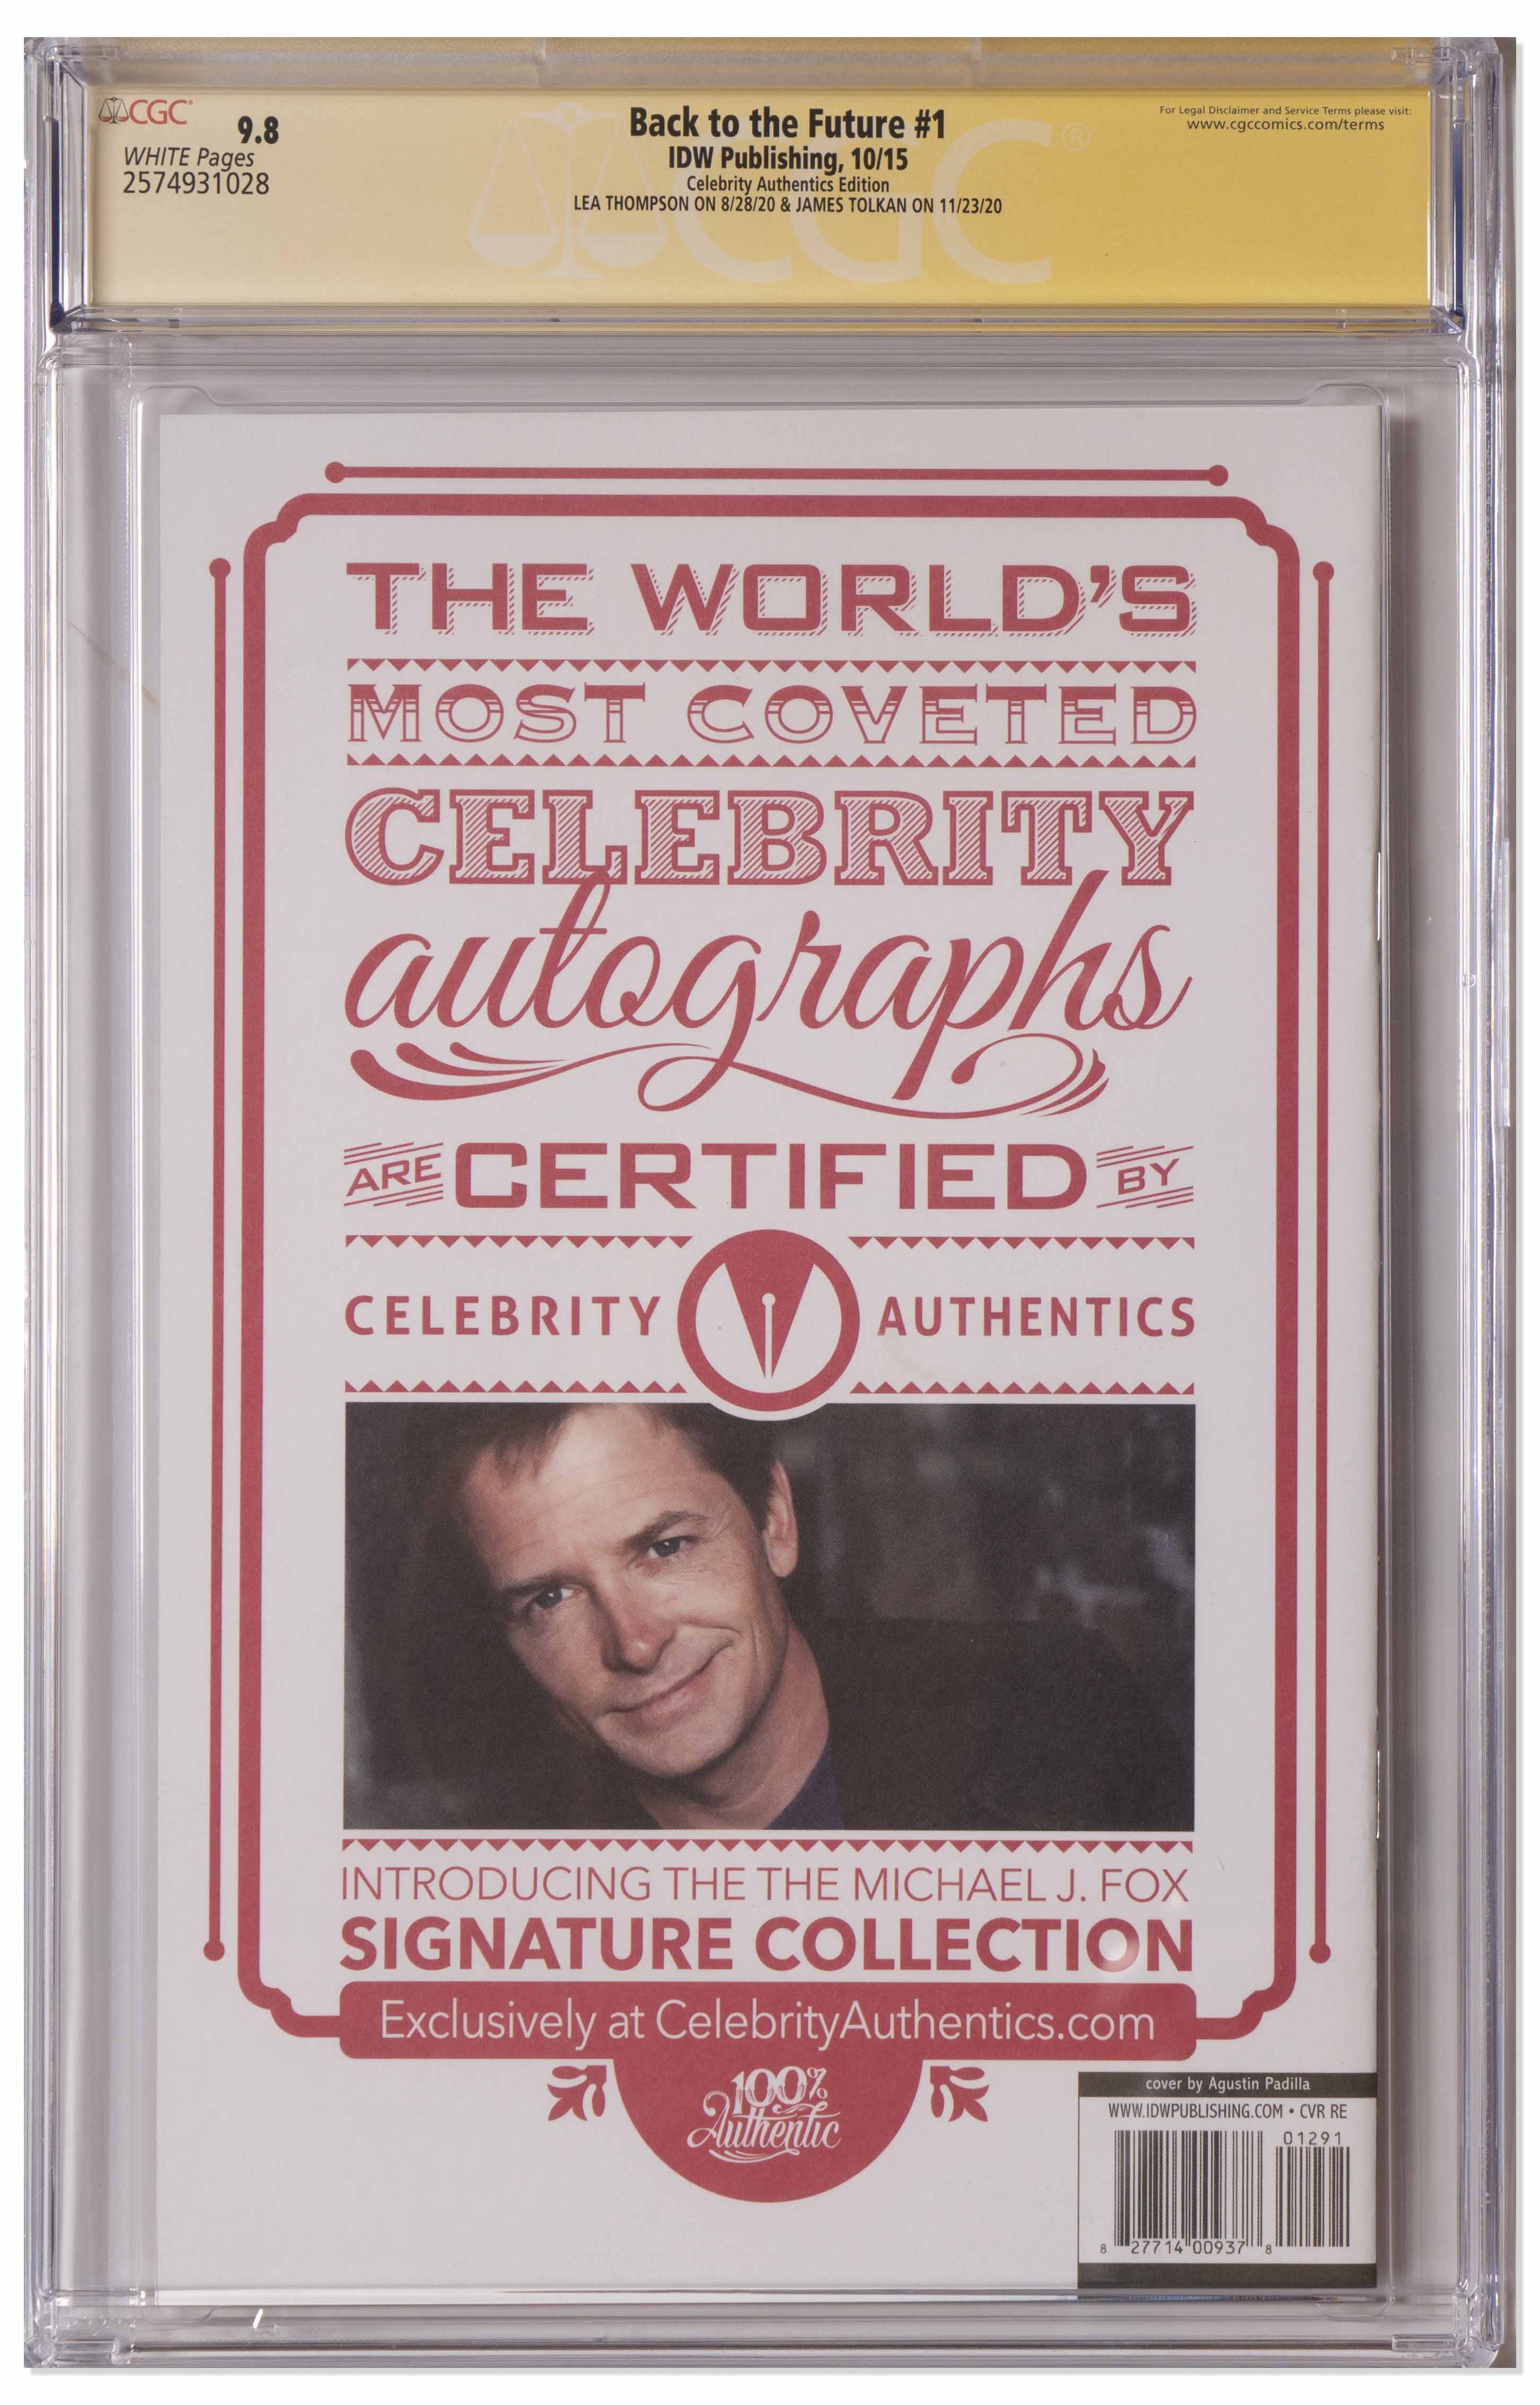 CGC
9.8
WHITE Pages
2574931028
Back to the Future #1
IDW Publishing, 10/15
Celebrity Authentics Edition
LEA THOMPSON ON 8/28/20 & JAMES TOLKAN ON 11/23/20
For Legal Disclaimer and Service Terms please visit:
www.cgccomics.com/terms
CGC®
THE WORLD'S
MOST COVETED
CELEBRITY
autographs
ARE CERTIFIED BY
CELEBRITY AUTHENTICS
INTRODUCING THE THE MICHAEL J. FOX
SIGNATURE COLLECTION
Exclusively at CelebrityAuthentics.com
100%
Authentic
cover by Agustin Padilla
WWW.IDWPUBLISHING.COM • CVR RE
01291
8 27714 00937 8